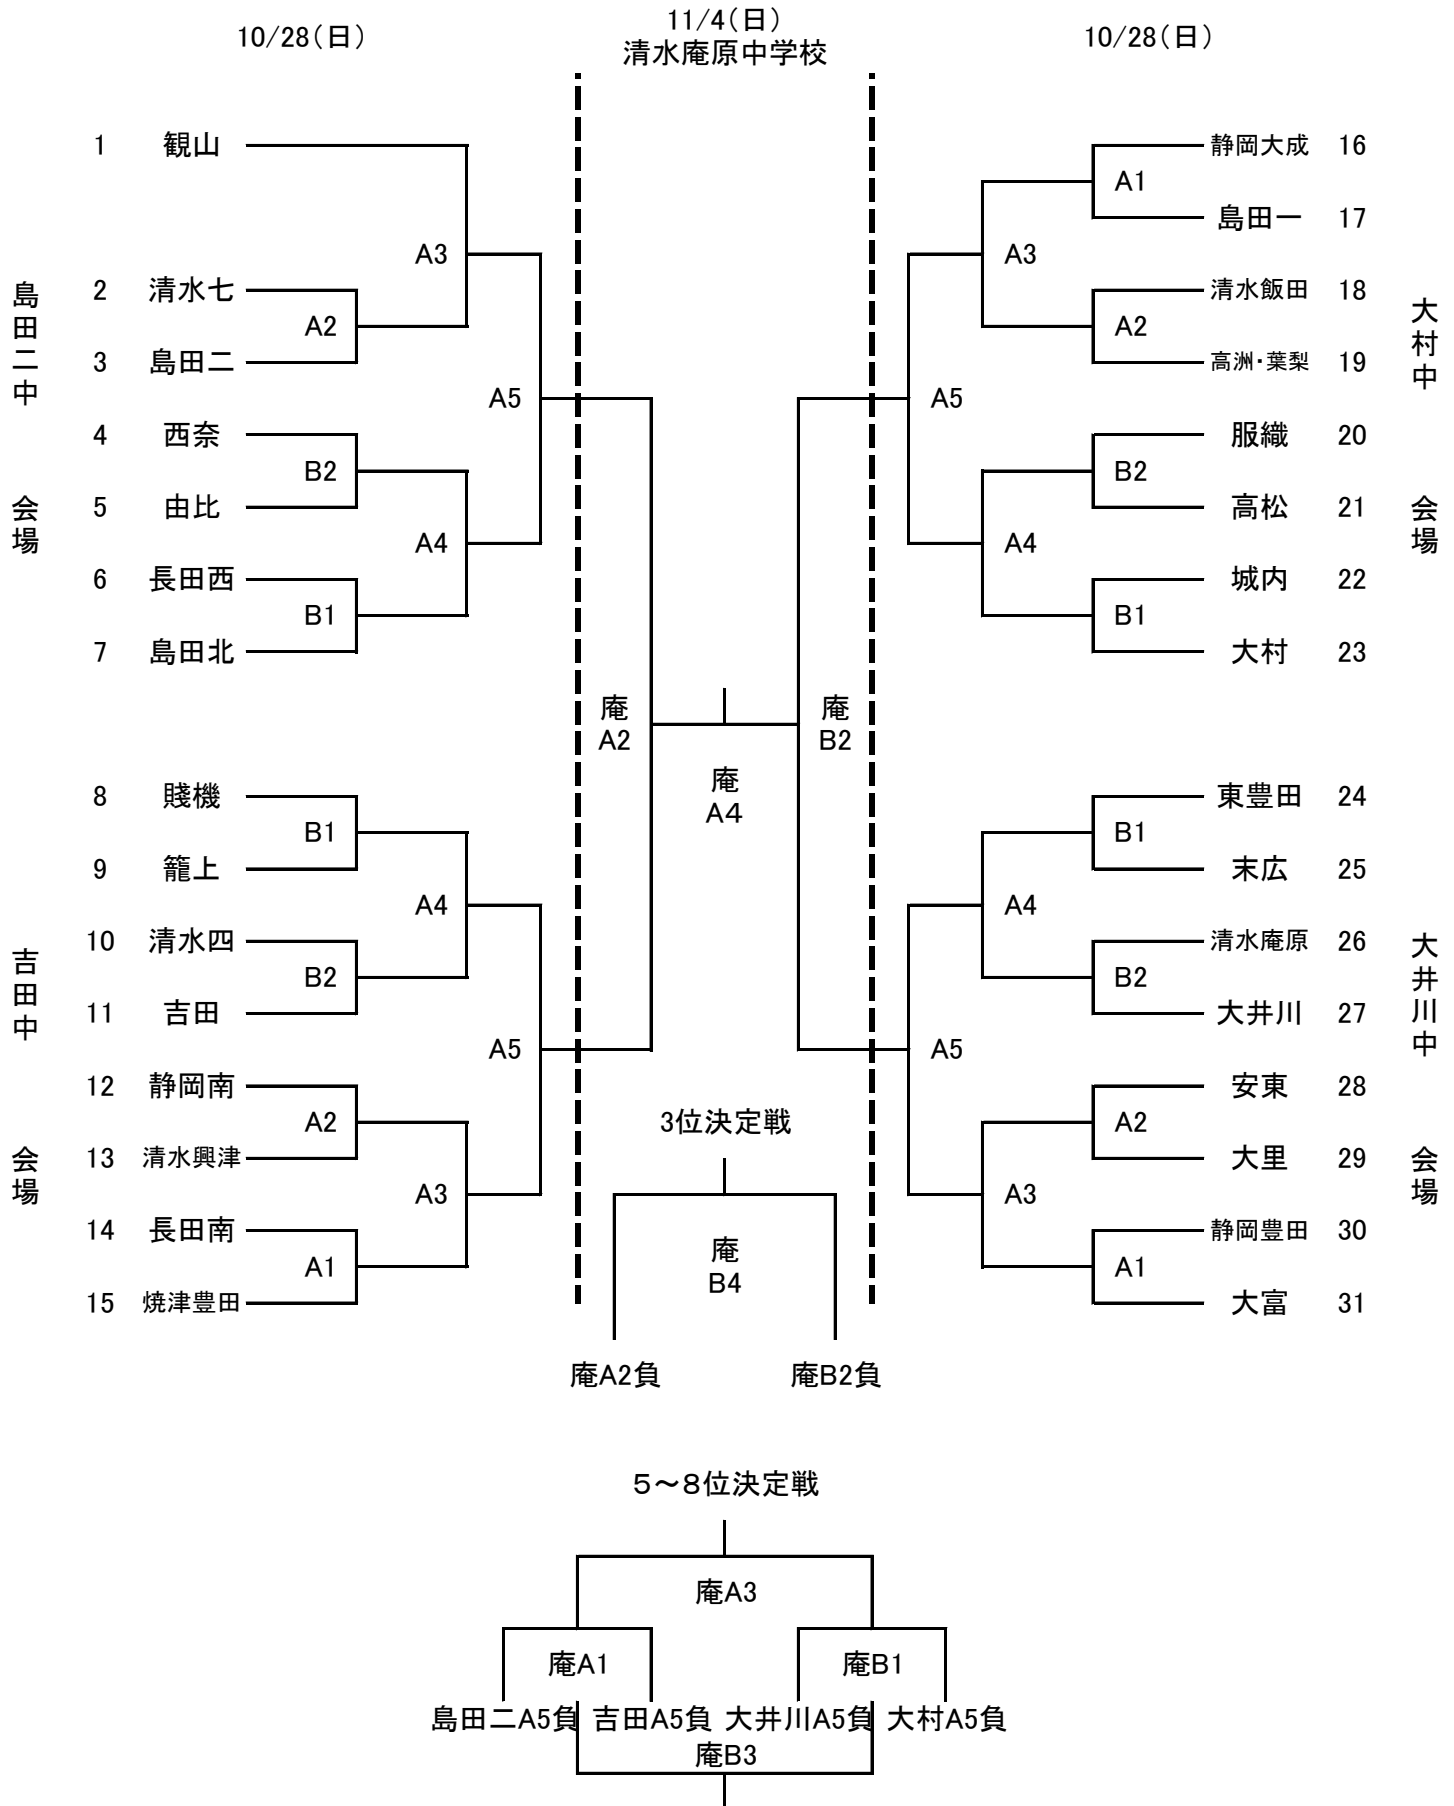 10/28(日)
11/4(日)
清水庵原中学校
10/28(日)
島田二中
会場
1 観山
2 清水七
3 島田二
4 西奈
5 由比
6 長田西
7 島田北
A2
B2
B1
A3
A4
A5
吉田中
会場
8 賤機
9 籠上
10 清水四
11 吉田
12 静岡南
13 清水興津
14 長田南
15 焼津豊田
B1
B2
A2
A1
A4
A3
A5
庵
A2
庵
A4
庵
B2
静岡大成 16
島田一 17
清水飯田 18
高洲・葉梨 19
服織 20
高松 21
城内 22
大村 23
A1
A2
B2
B1
A3
A4
A5
大村中
会場
東豊田 24
末広 25
清水庵原 26
大井川 27
安東 28
大里 29
静岡豊田 30
大富 31
B1
B2
A2
A1
A4
A3
A5
大井川中
会場
3位決定戦
庵
B4
庵A2負 庵B2負
5～8位決定戦
庵A3
庵A1 庵B1
島田二A5負 吉田A5負 大井川A5負 大村A5負
庵B3